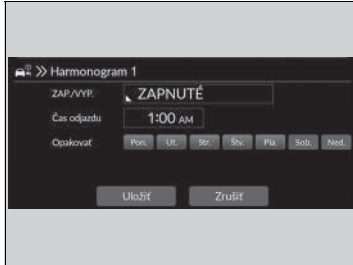 Harmonogram 1
ZAP./VYP. ZAPNUTÉ
Čas odjazdu 1:00 AM
Opakovať Pon. Ut. Str. Štv. Pia. Sob. Ned.
Uložiť Zrušiť